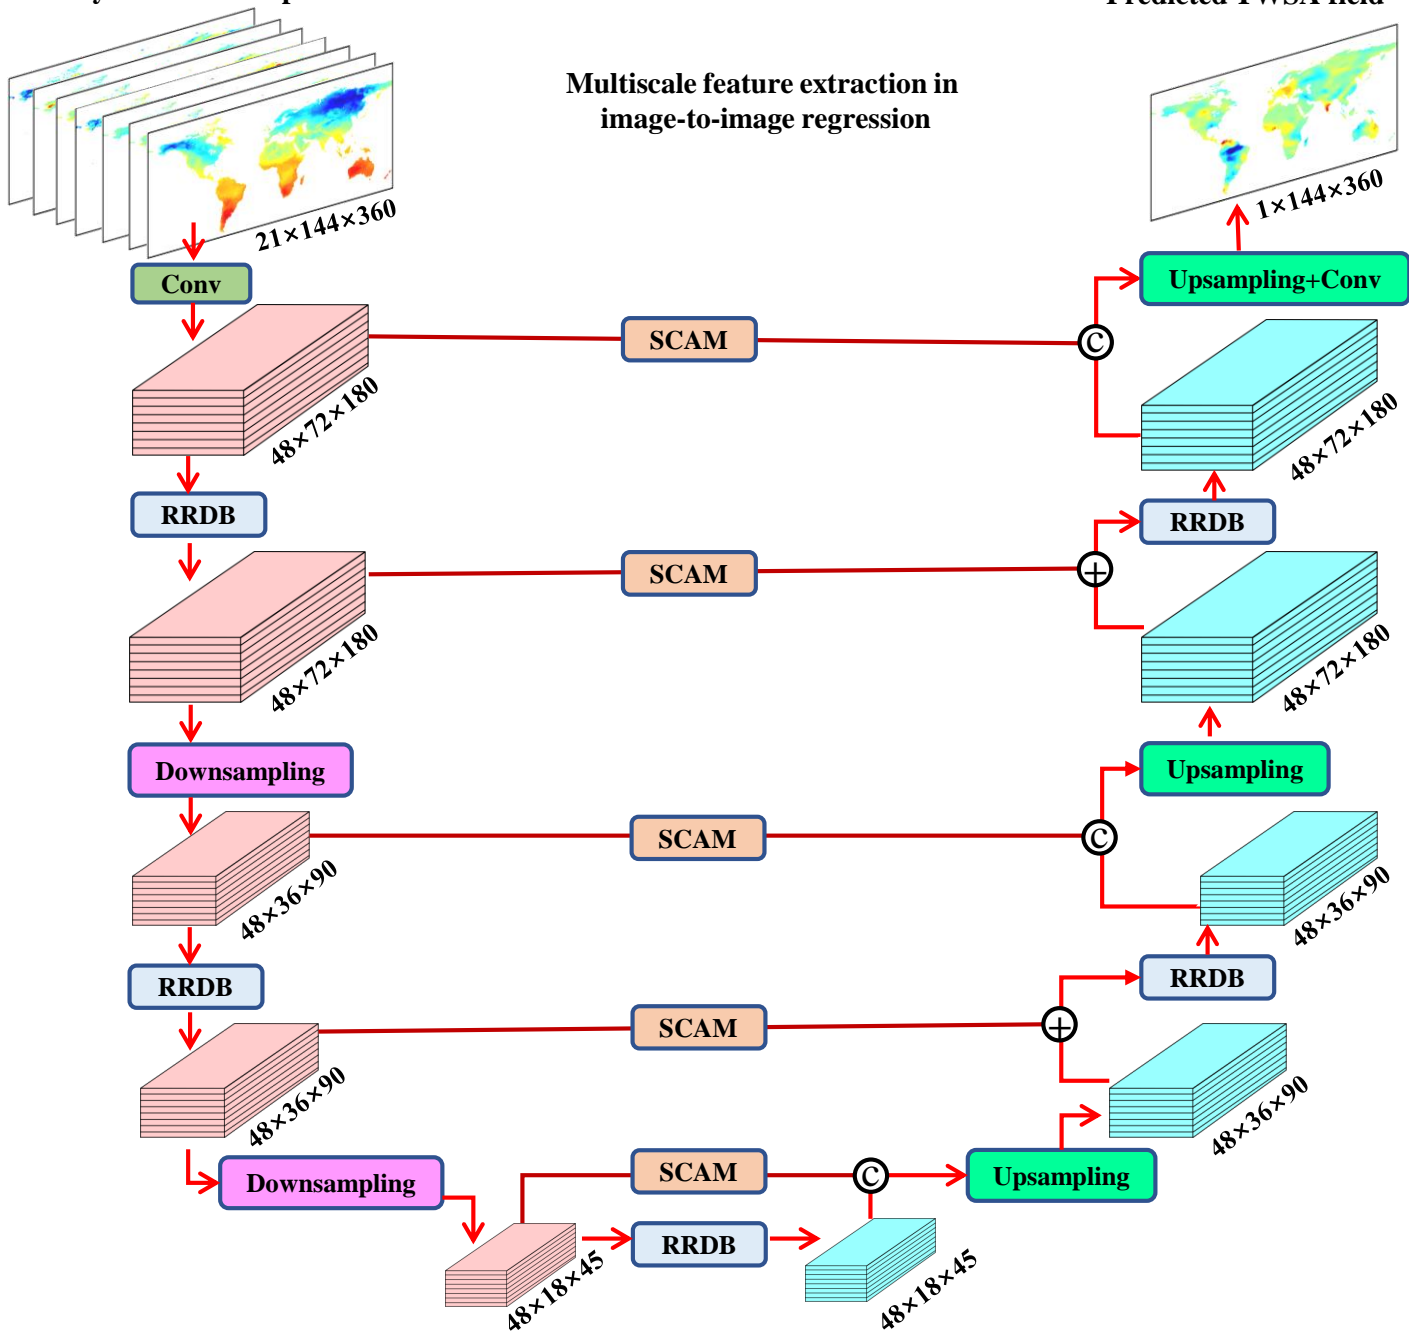 Predicted TWSA field
Multiscale feature extraction in
image-to-image regression
21×144×360
1×144×360
Conv
Upsampling+Conv
SCAM
C
48×72×180
48×72×180
RRDB
RRDB
SCAM
+
48×72×180
48×72×180
Downsampling
Upsampling
SCAM
C
48×36×90
48×36×90
RRDB
RRDB
SCAM
+
48×36×90
48×36×90
Downsampling
SCAM
C
Upsampling
RRDB
48×18×45
48×18×45